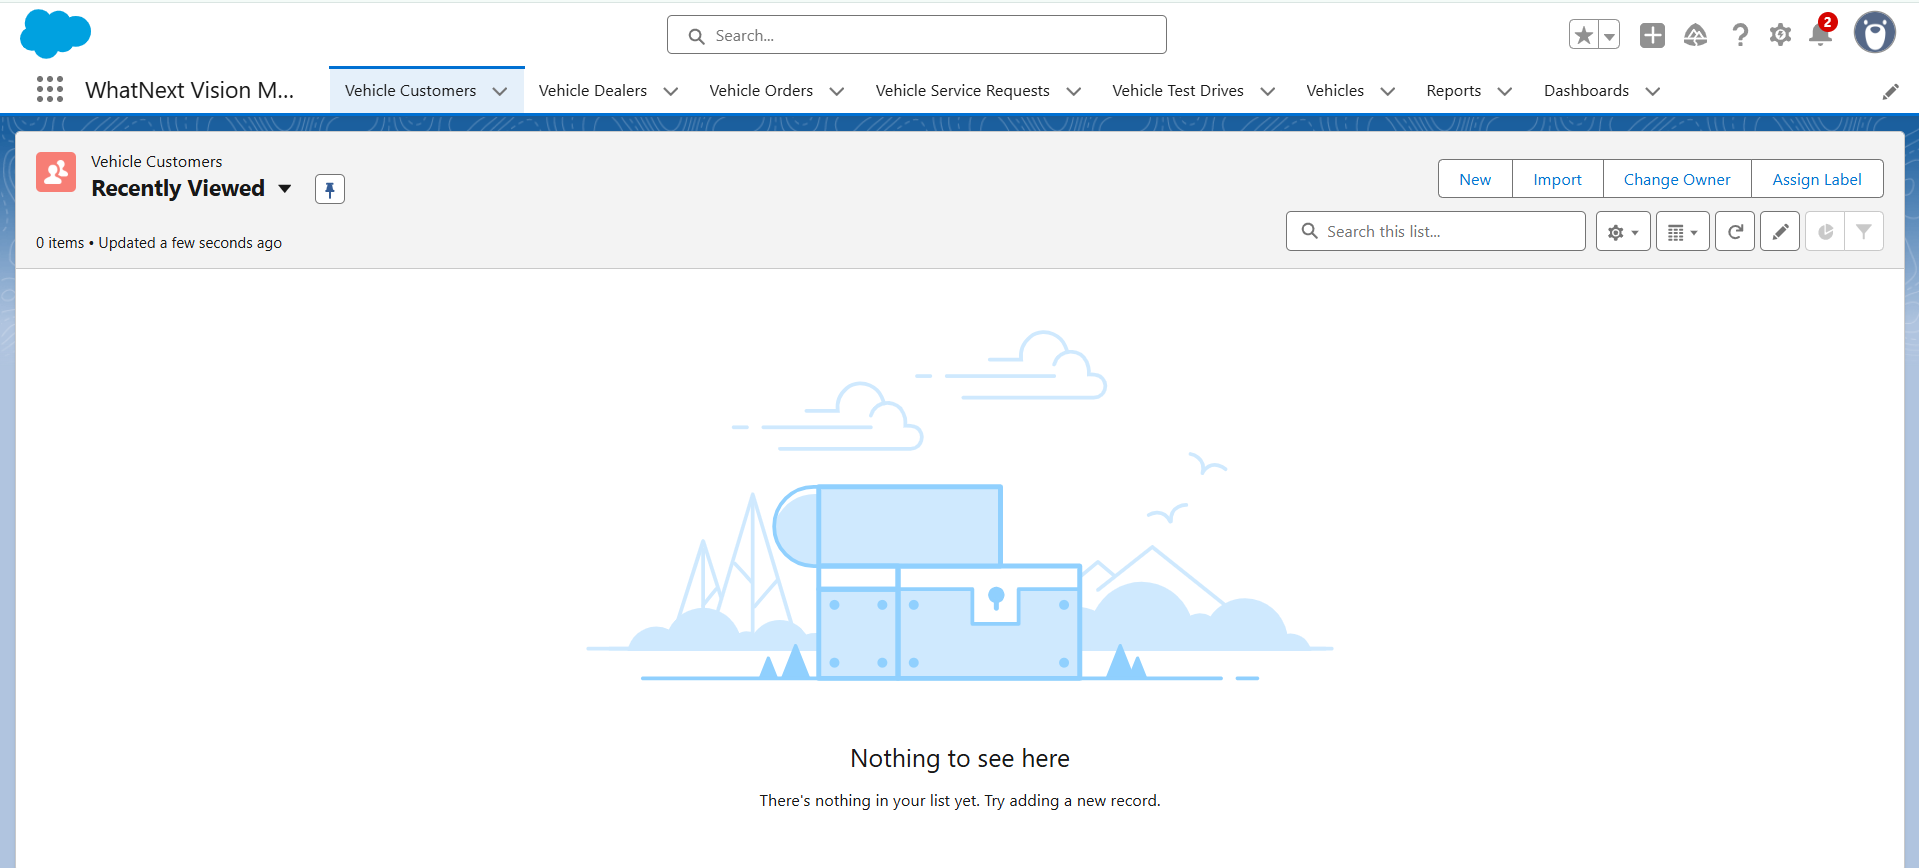 Search...
2
WhatNext Vision M...
Vehicle Customers
Vehicle Dealers
Vehicle Orders
Vehicle Service Requests
Vehicle Test Drives
Vehicles
Reports
Dashboards
Vehicle Customers
Recently Viewed
New
Import
Change Owner
Assign Label
0 items • Updated a few seconds ago
Search this list...
Nothing to see here
There's nothing in your list yet. Try adding a new record.